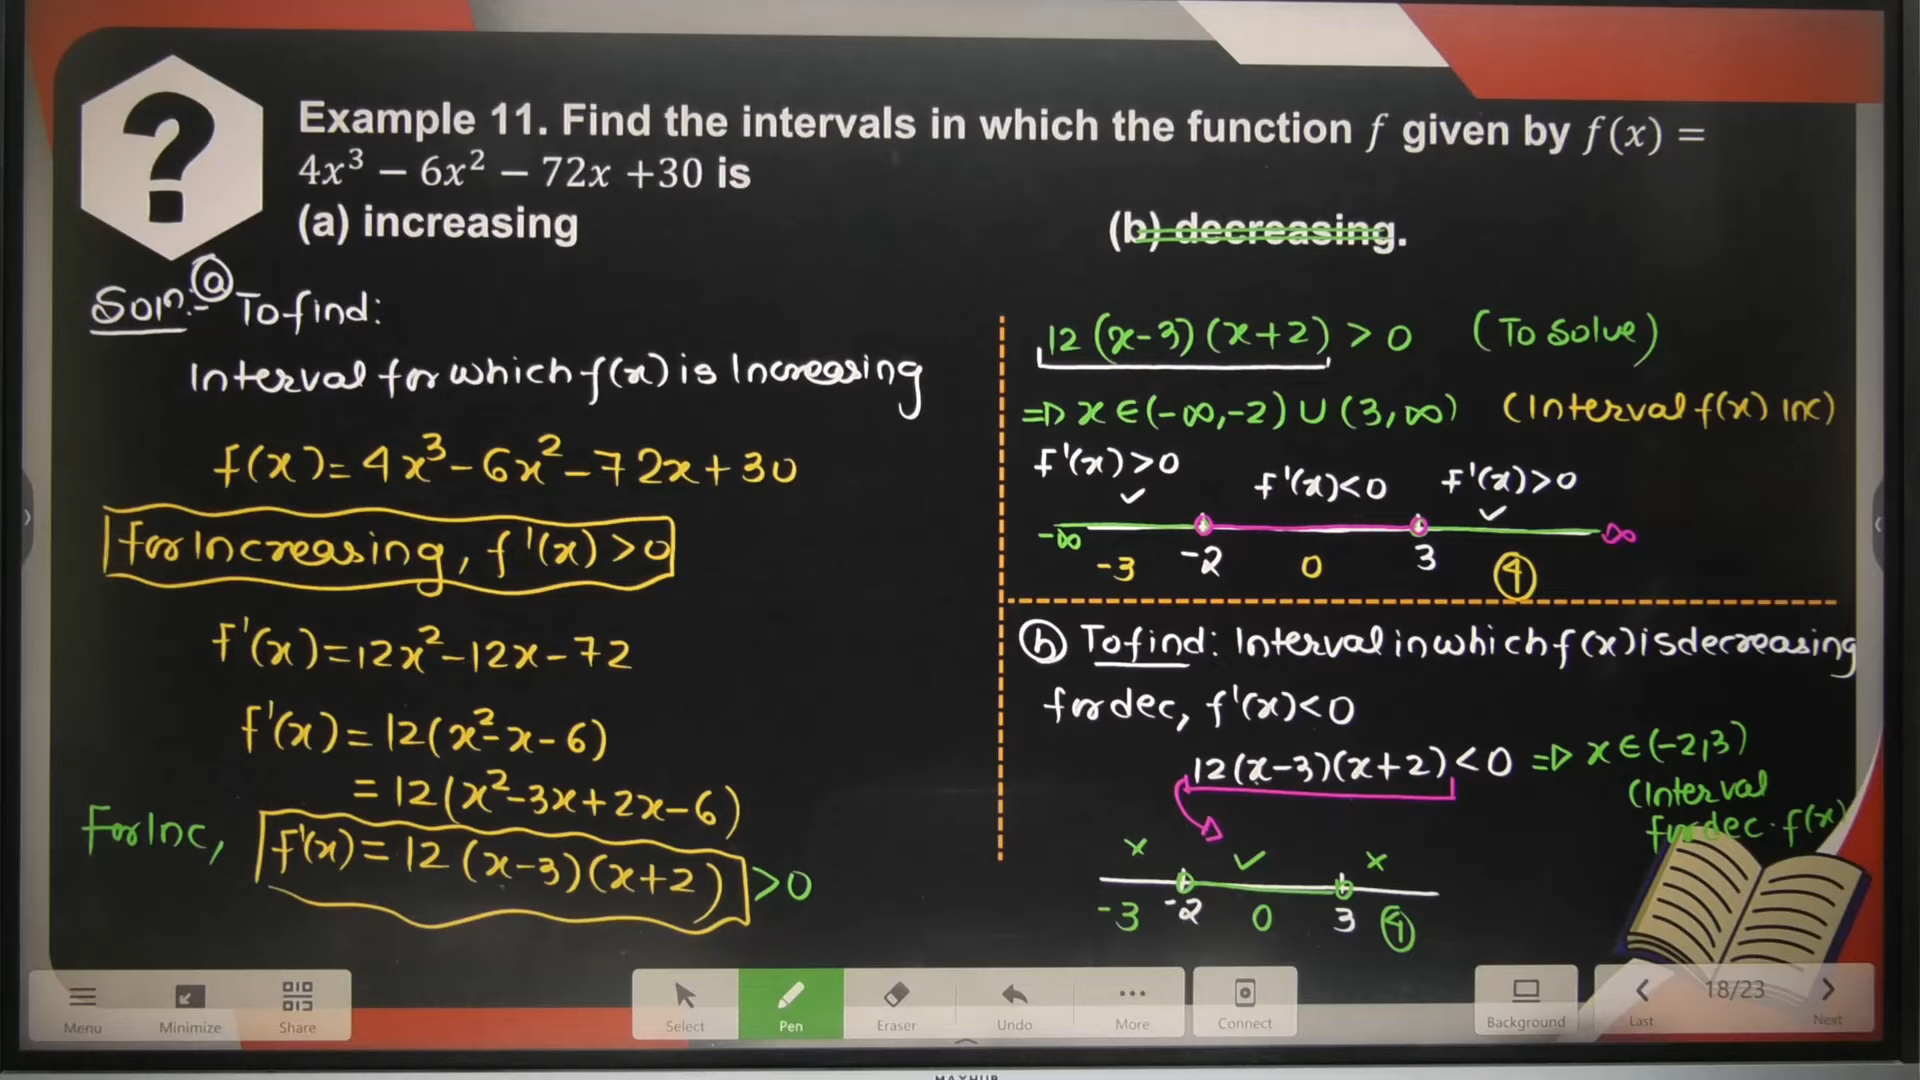 ?
Example 11. Find the intervals in which the function f given by f(x) =
4x³ − 6x² − 72x +30 is
(a) increasing
(b) decreasing.
Soln:- (a) To find:
Interval for which f(x) is Increasing
f(x) = 4x³-6x²-72x+30
For Increasing, f'(x) >0
f'(x)=12x²-12x-72
f'(x) = 12(x²-x-6)
= 12(x²-3x+2x-6)
For Inc, f'(x) = 12 (x-3)(x+2) >0
12 (x-3)(x+2) > 0 (To Solve)
⇒ x ∈ (-∞,-2) ∪ (3,∞) (Interval f(x) Inc)
f'(x)>0 f'(x)<0 f'(x)>0
✓ ✓
-∞ -3 -2 0 3 4 ∞
(b) To find: Interval in which f(x) is decreasing
for dec, f'(x)<0
12(x-3)(x+2)<0 ⇒ x ∈ (-2,3)
(Interval
for dec. f(x)
x ✓ x
-3 -2 0 3 4
Menu Minimize Share Select Pen Eraser Undo More Connect Background Last 18/23 Next
MAXHUB